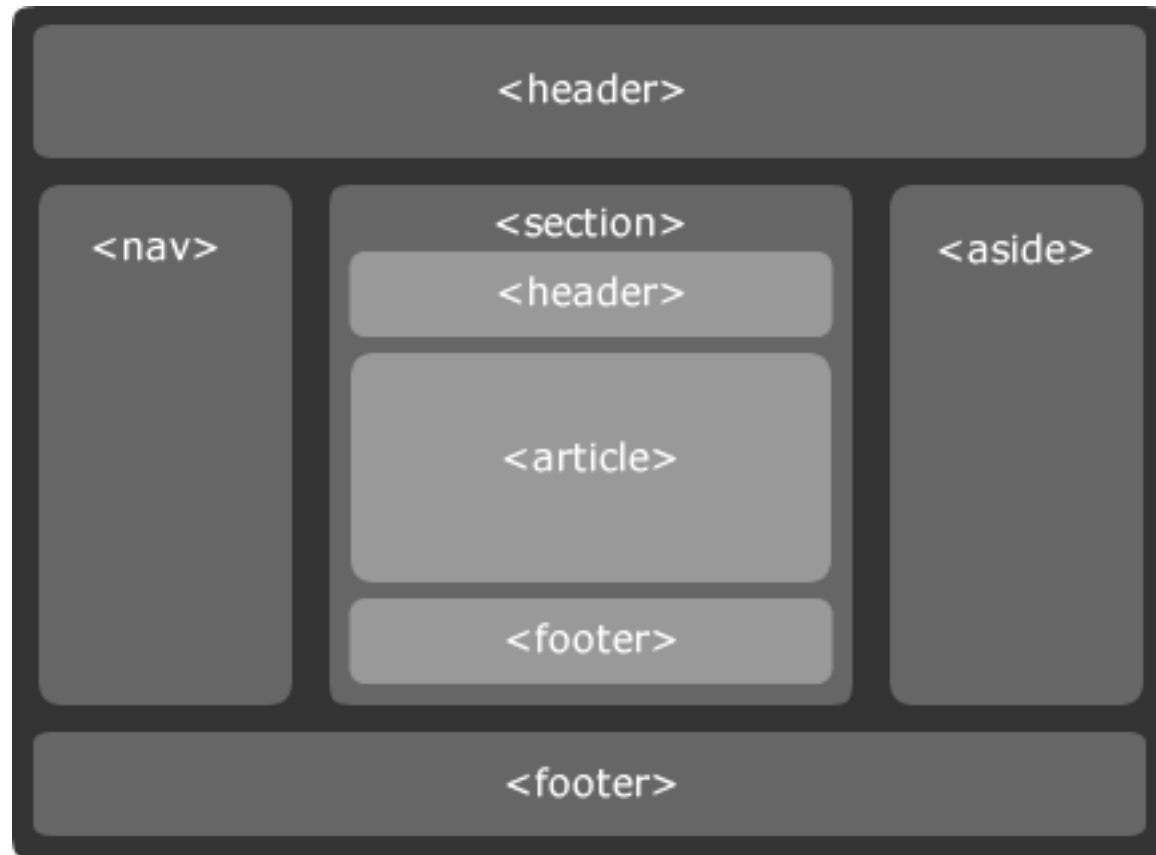 <header>
<nav>
<section>
<header>
<article>
<footer>
<aside>
<footer>